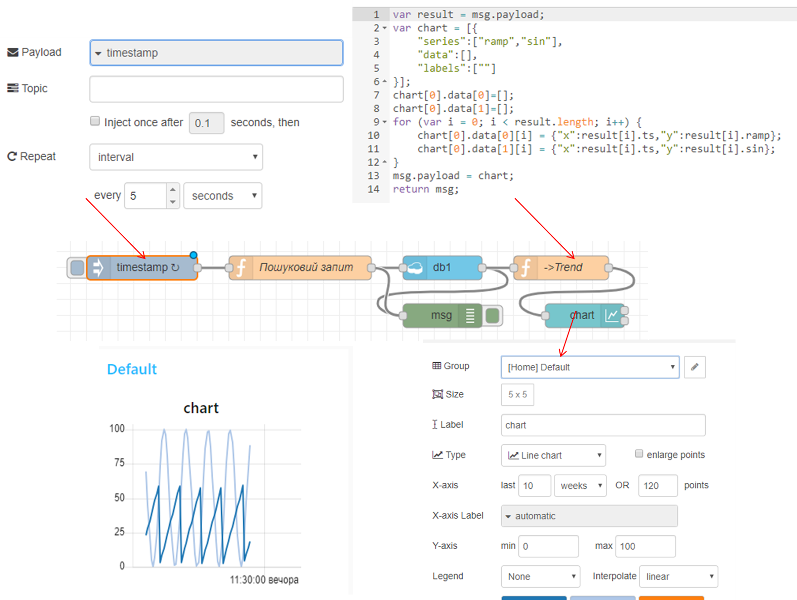 Payload
timestamp
Topic
Inject once after 0.1 seconds, then
Repeat
interval
every 5 seconds
1 var result = msg.payload;
2 var chart = [{
3 "series":["ramp","sin"],
4 "data":[],
5 "labels":[""]
6 }];
7 chart[0].data[0]=[];
8 chart[0].data[1]=[];
9 for (var i = 0; i < result.length; i++) {
10 chart[0].data[0][i] = {"x":result[i].ts,"y":result[i].ramp};
11 chart[0].data[1][i] = {"x":result[i].ts,"y":result[i].sin};
12 }
13 msg.payload = chart;
14 return msg;
timestamp ↻
Пошуковий запит
db1
->Trend
msg
chart
Default
chart
100
75
50
25
0
11:30:00 вечора
Group [Home] Default
Size 5 x 5
Label chart
Type Line chart enlarge points
X-axis last 10 weeks OR 120 points
X-axis Label automatic
Y-axis min 0 max 100
Legend None Interpolate linear